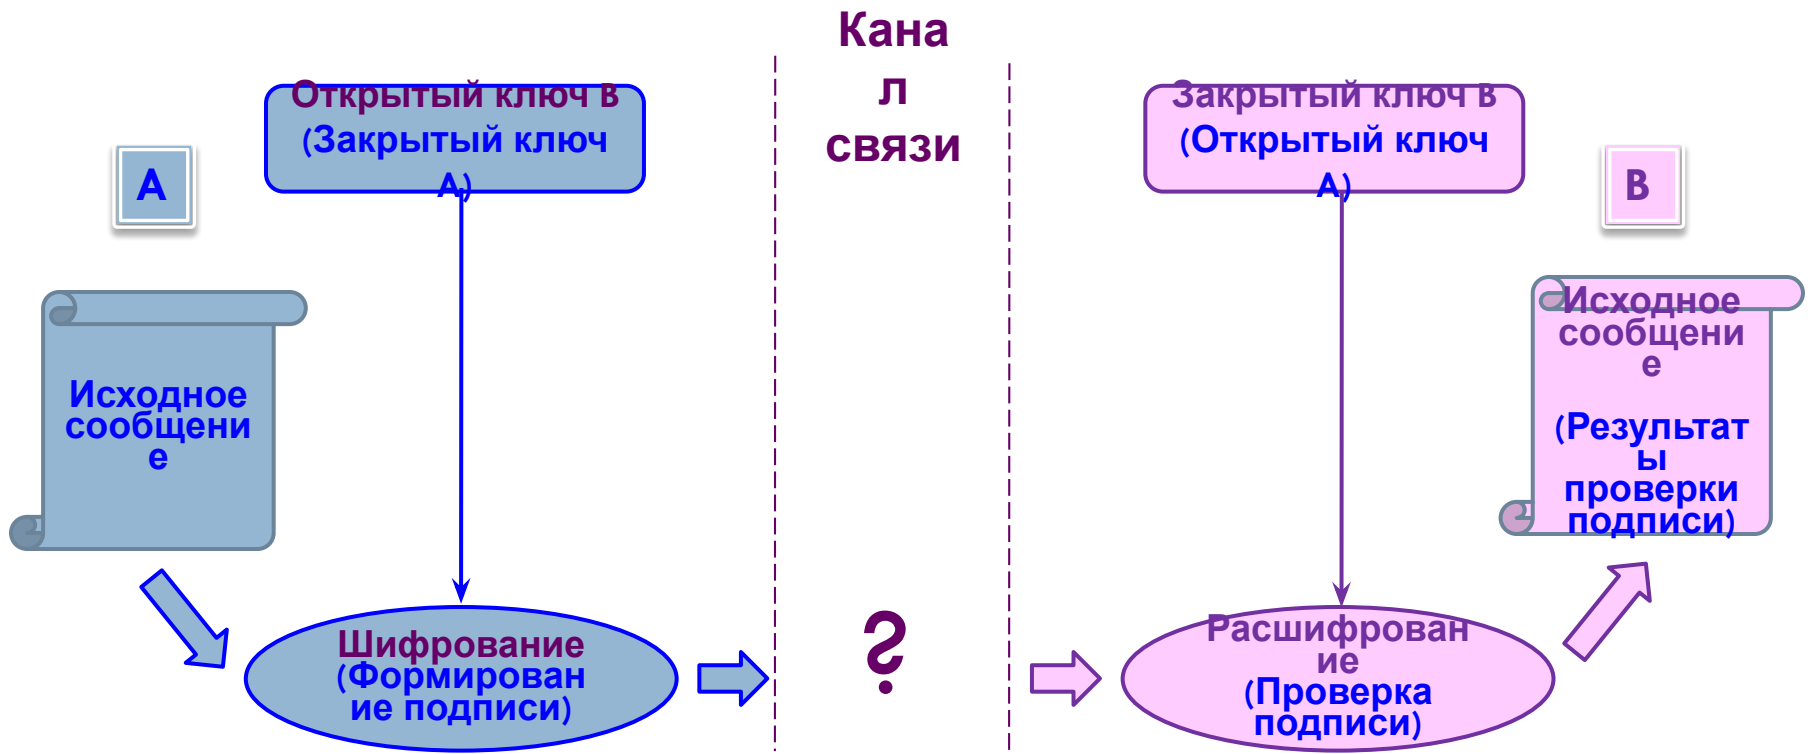 Кана
л
связи
Открытый ключ В
(Закрытый ключ
А)
Закрытый ключ В
(Открытый ключ
А)
А
В
Исходное
сообщени
е
Исходное
сообщени
е
(Результат
ы
проверки
подписи)
Шифрование
(Формирован
ие подписи)
?
Расшифрован
ие
(Проверка
подписи)